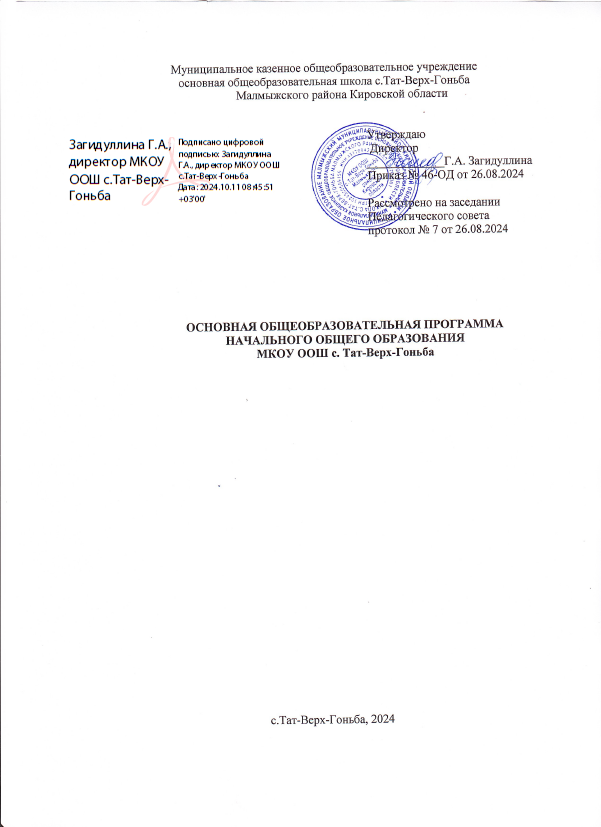 Муниципальное казенное общеобразовательное учреждение
основная общеобразовательная школа с.Тат-Верх-Гоньба
Малмыжского района Кировской области
Загидуллина Г.А.,
директор МКОУ
ООШ с.Тат-Верх-
Гоньба
Подписано цифровой
подписью: Загидуллина
Г.А., директор МКОУ ООШ
с.Тат-Верх-Гоньба
Дата: 2024.10.11 08:45:51
+03'00'
Утверждаю
Директор
Г.А. Загидуллина
Приказ № 46-ОД от 26.08.2024
Рассмотрено на заседании
Педагогического совета
протокол № 7 от 26.08.2024
ОСНОВНАЯ ОБЩЕОБРАЗОВАТЕЛЬНАЯ ПРОГРАММА
НАЧАЛЬНОГО ОБЩЕГО ОБРАЗОВАНИЯ
МКОУ ООШ с. Тат-Верх-Гоньба
с.Тат-Верх-Гоньба, 2024